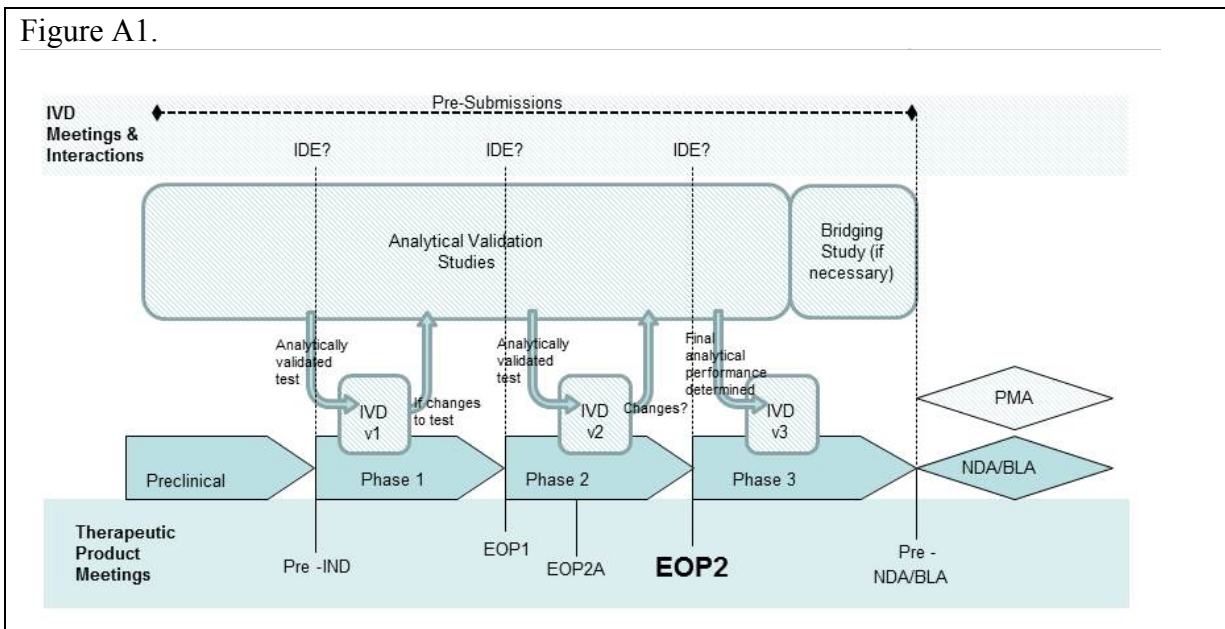 Figure A1.
IVD
Meetings &
Interactions
Pre-Submissions
IDE?
IDE?
IDE?
Analytical Validation
Studies
Bridging
Study (if
necessary)
Analytically
validated
test
IVD
v1
If changes
to test
Analytically
validated
test
IVD
v2
Changes?
Final
analytical
performance
determined
IVD
v3
PMA
Preclinical
Phase 1
Phase 2
Phase 3
NDA/BLA
Therapeutic
Product
Meetings
Pre -IND
EOP1
EOP2A
EOP2
Pre -
NDA/BLA